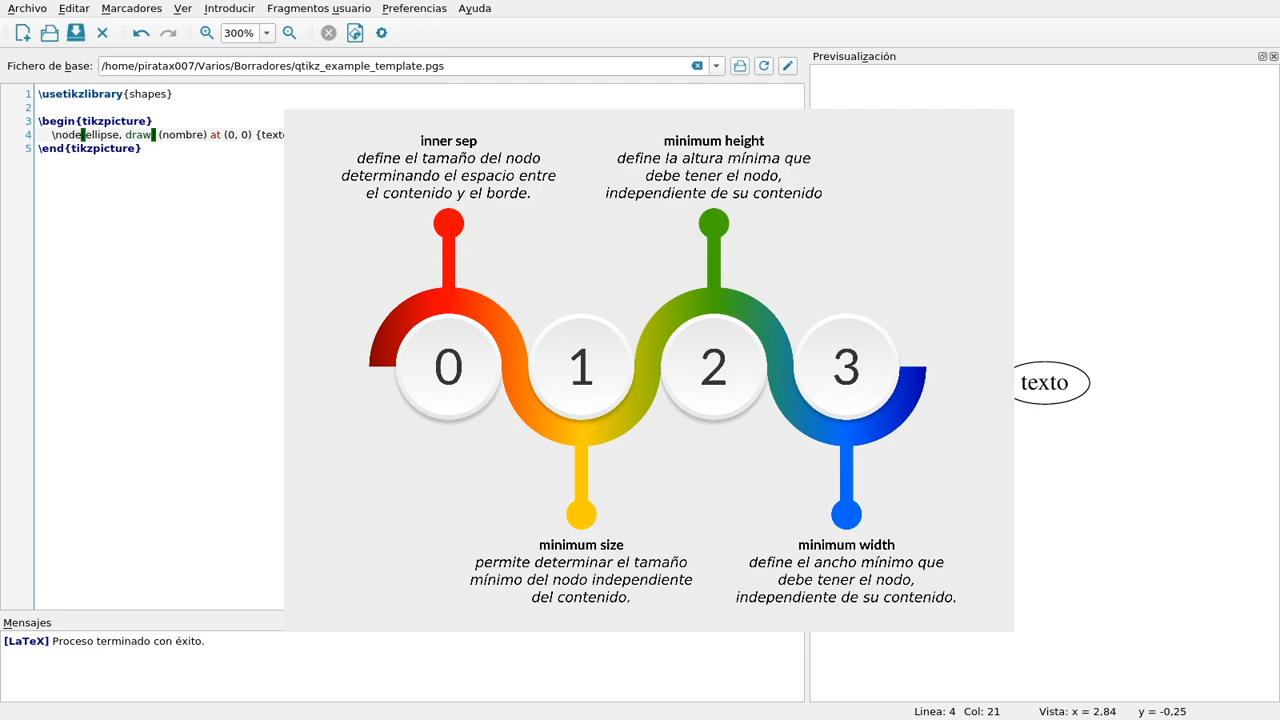 Archivo Editar Marcadores Ver Introducir Fragmentos usuario Preferencias Ayuda
300%
Fichero de base: /home/piratax007/Varios/Borradores/qtikz_example_template.pgs
Previsualización
1 \usetikzlibrary{shapes}
2
3 \begin{tikzpicture}
4 \node[ellipse, draw] (nombre) at (0, 0) {texto
5 \end{tikzpicture}
inner sep
define el tamaño del nodo
determinando el espacio entre
el contenido y el borde.
minimum height
define la altura mínima que
debe tener el nodo,
independiente de su contenido
0 1 2 3
texto
minimum size
permite determinar el tamaño
mínimo del nodo independiente
del contenido.
minimum width
define el ancho mínimo que
debe tener el nodo,
independiente de su contenido.
Mensajes
[LaTeX] Proceso terminado con éxito.
Linea: 4 Col: 21 Vista: x = 2,84 y = -0,25